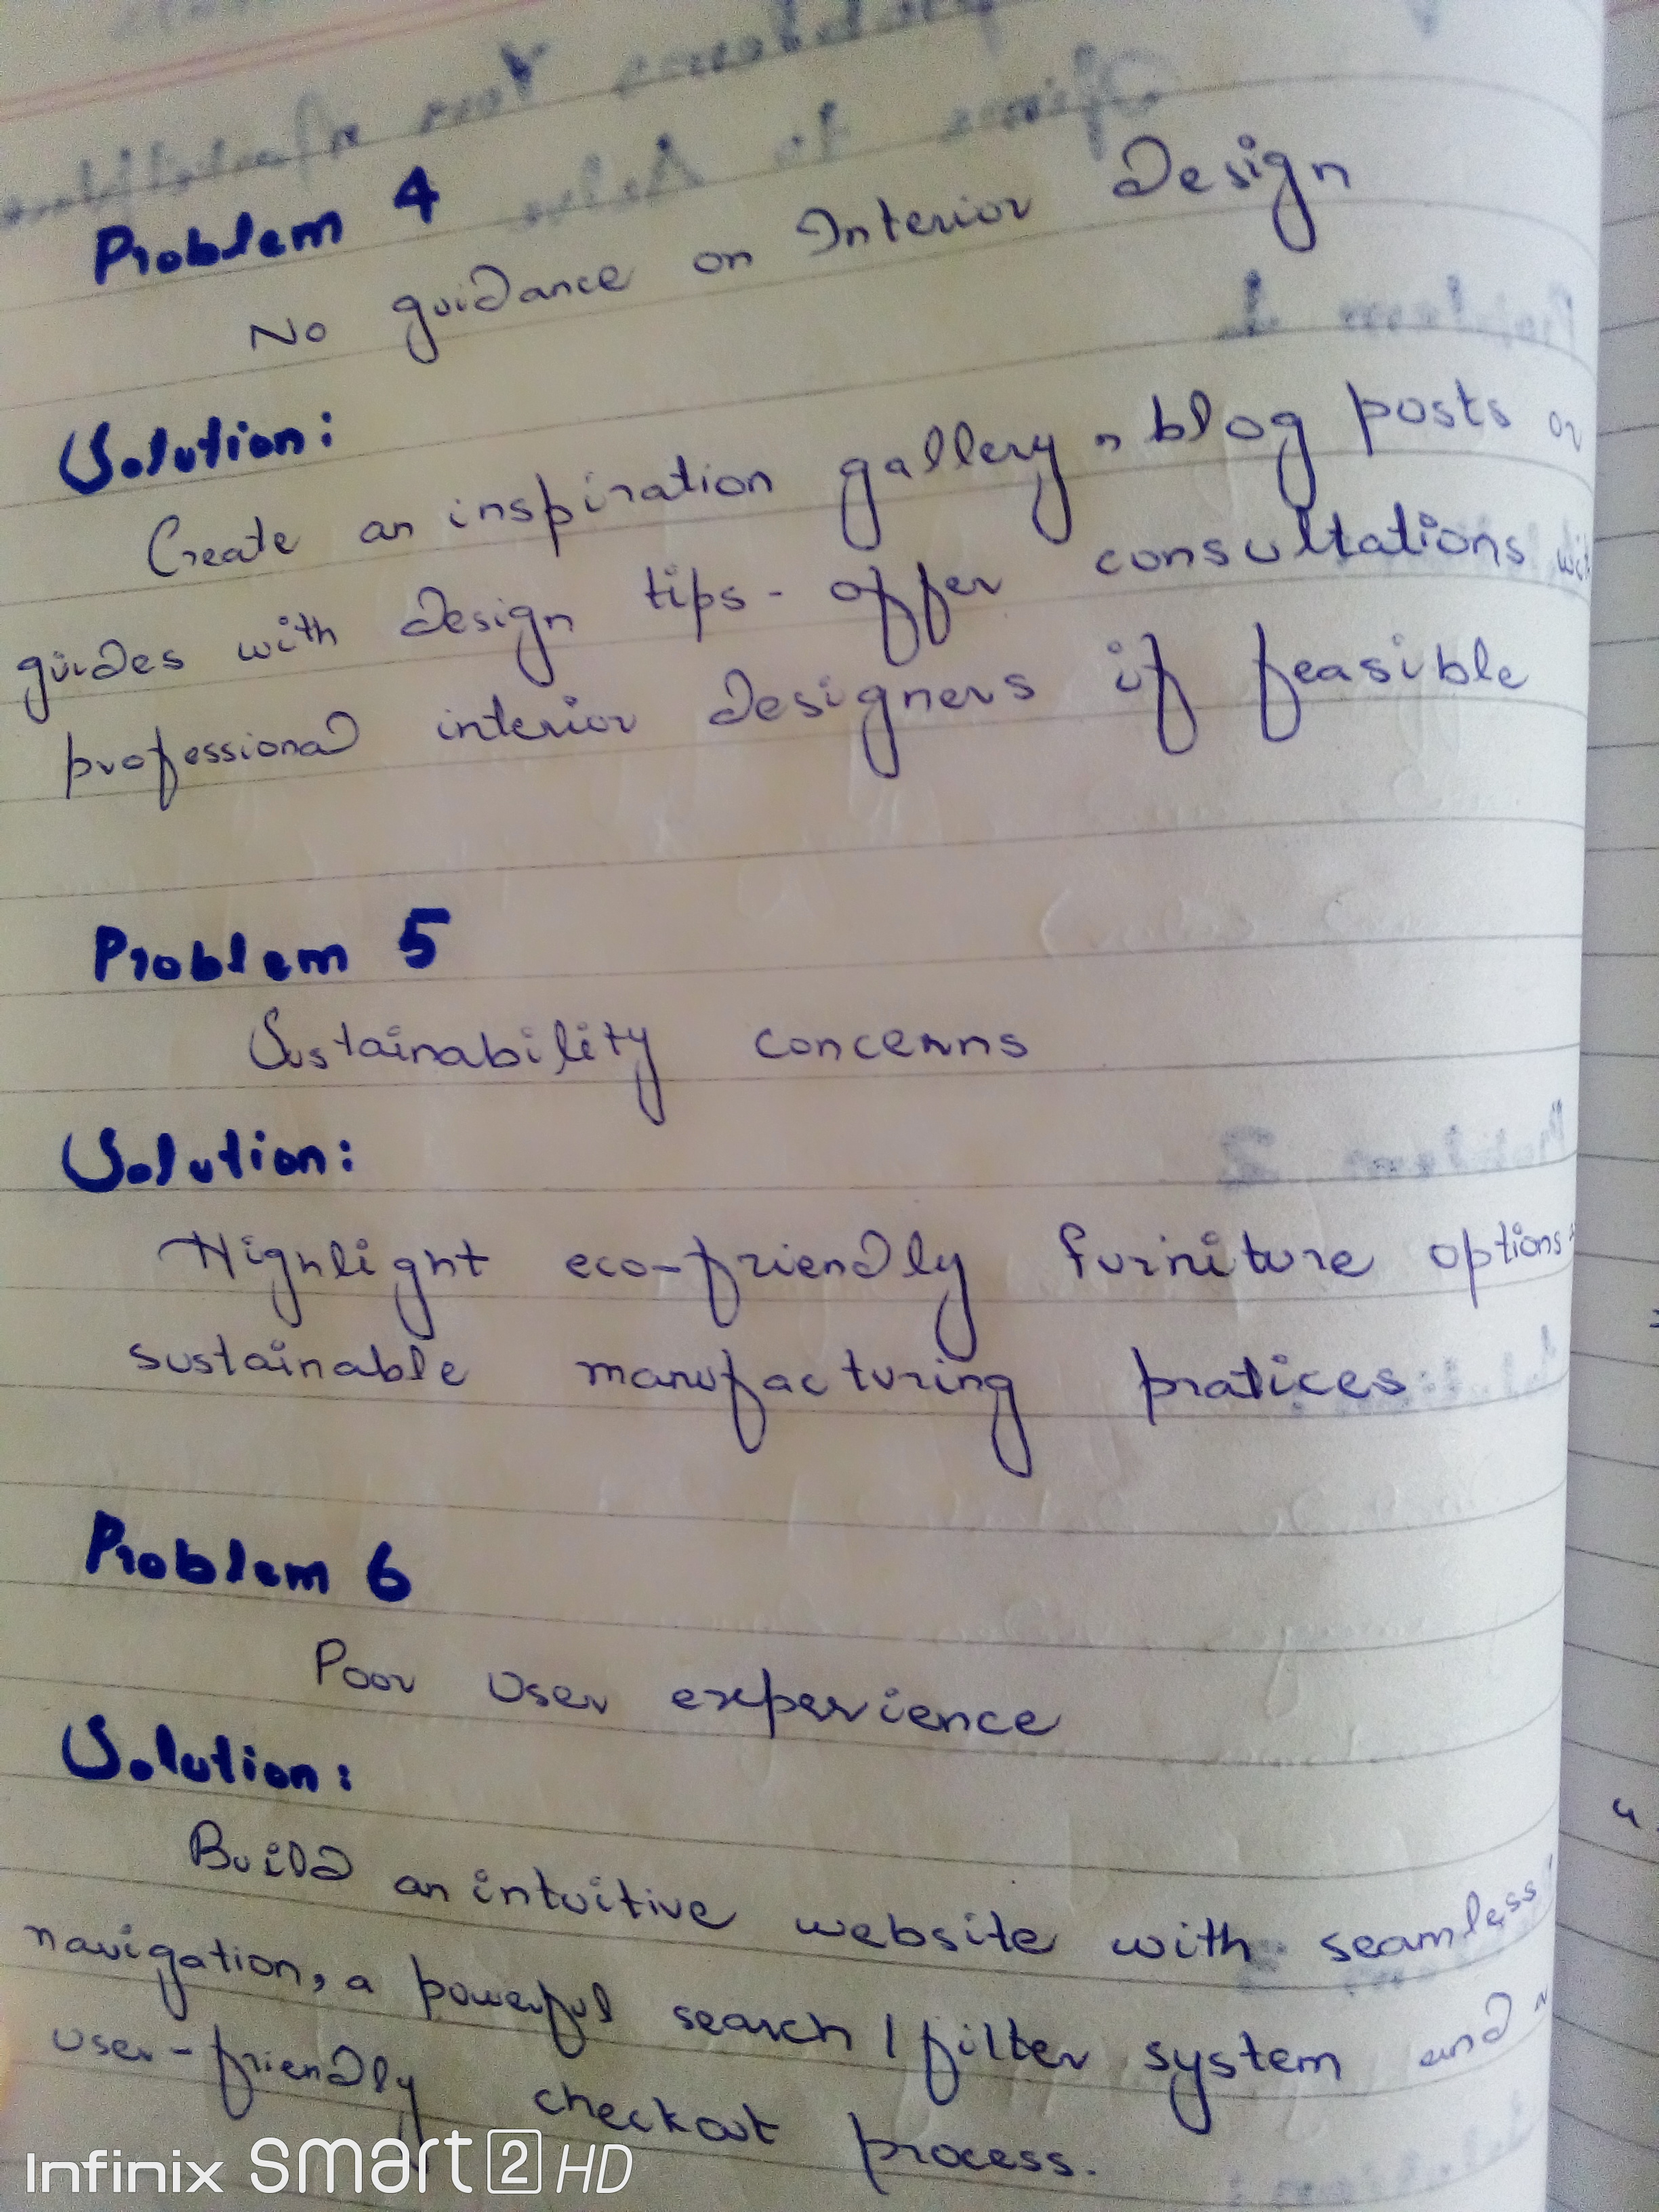 Problem 4
No guidance on Interior Design
Solution:
Create an inspiration gallery, blog posts or
guides with design tips. offer consultations with
professional interior designers if feasible
Problem 5
Sustainability concerns
Solution:
Highlight eco-friendly furniture options
sustainable manufacturing pratices
Problem 6
Poor user experience
Solution:
Build an intuitive website with seamless
navigation, a powerful search / filter system and a
user-friendly checkout process.
Infinix smart 2 HD